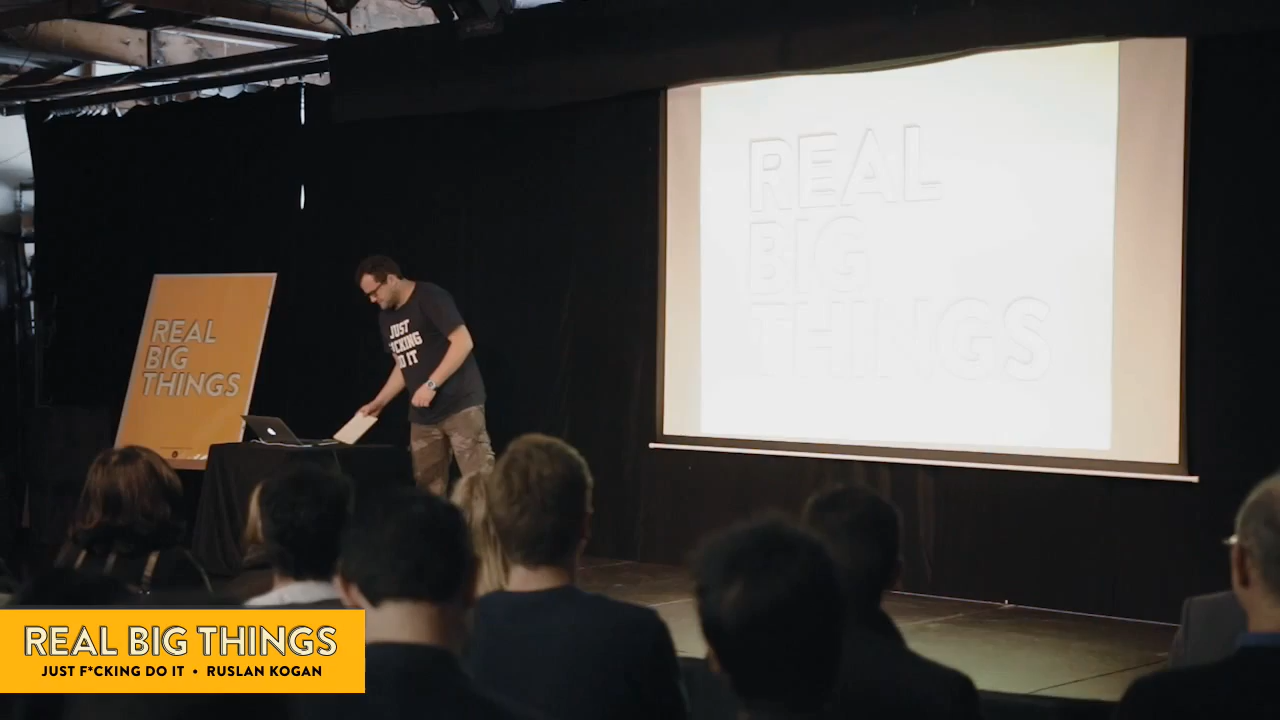 REAL
BIG
THINGS
REAL
BIG
THINGS
JUST
DO IT
REAL BIG THINGS
JUST F*CKING DO IT • RUSLAN KOGAN